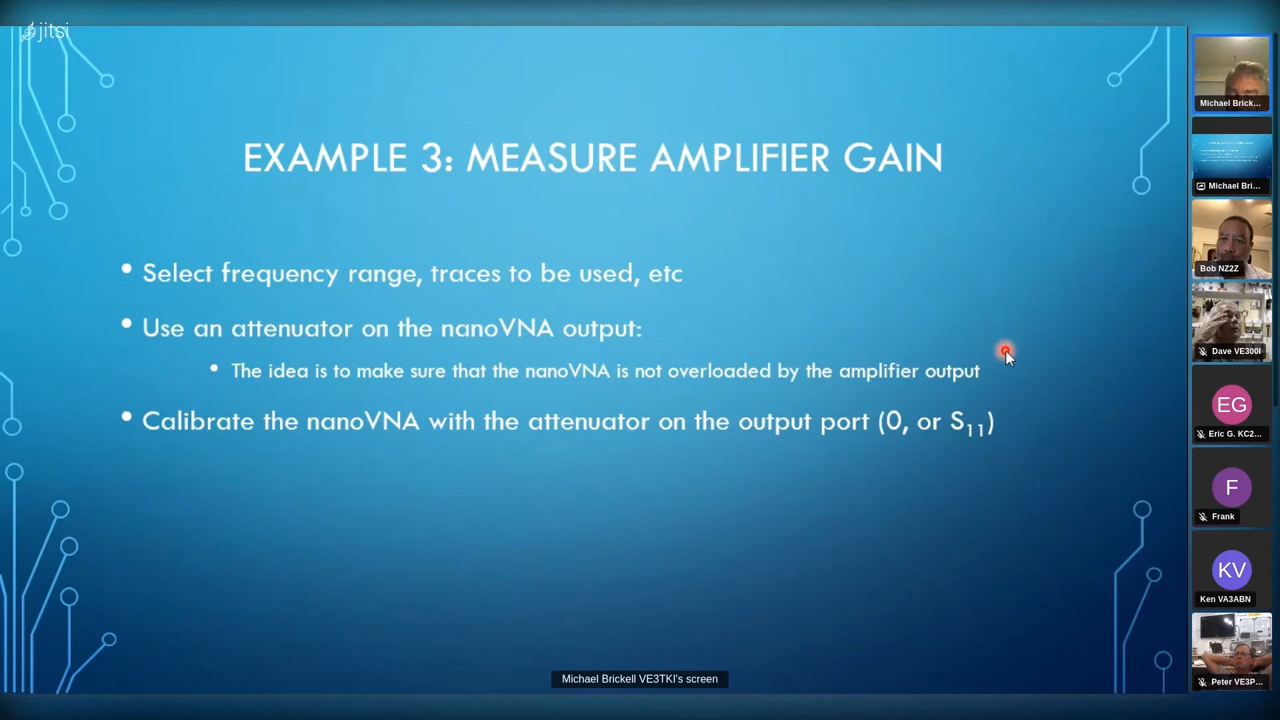 jitsi
EXAMPLE 3: MEASURE AMPLIFIER GAIN
• Select frequency range, traces to be used, etc
• Use an attenuator on the nanoVNA output:
• The idea is to make sure that the nanoVNA is not overloaded by the amplifier output
• Calibrate the nanoVNA with the attenuator on the output port (0, or S11)
Michael Brickell VE3TKI's screen
Michael Brick...
Michael Bri...
Bob NZ2Z
Dave VE3OOI
EG
Eric G. KC2...
F
Frank
KV
Ken VA3ABN
Peter VE3P...